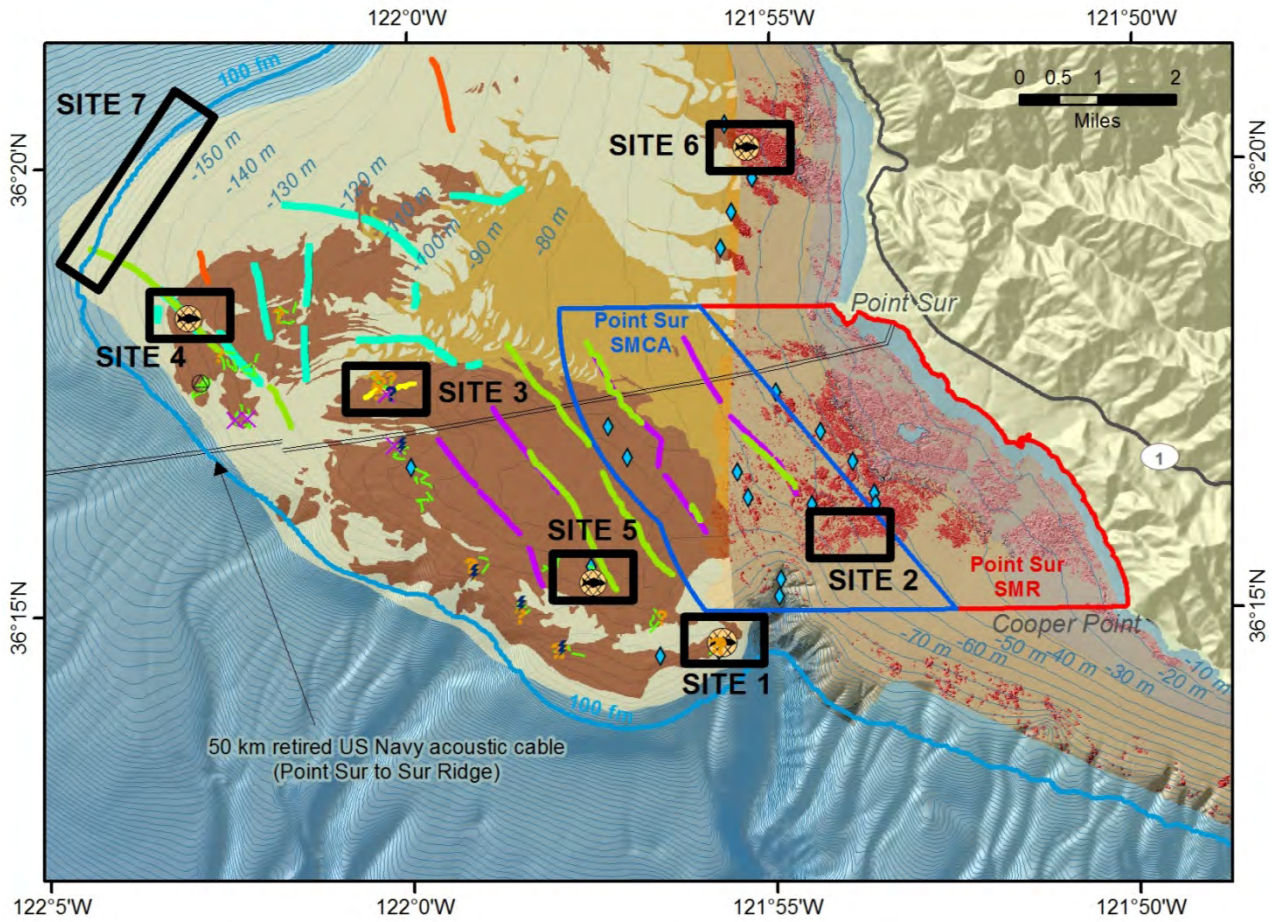 122°0'W
121°55'W
121°50'W
100 fm
SITE 7
0 0.5 1 2
Miles
SITE 6
36°20'N
36°20'N
-150 m
-140 m
-130 m
-120 m
-110 m
-100 m
-90 m
-80 m
Point Sur
Point Sur
SMCA
SITE 4
SITE 3
?
1
SITE 5
SITE 2
Point Sur
SMR
36°15'N
36°15'N
Cooper Point
SITE 1
-70 m
-60 m
-50 m
-40 m
-30 m
-20 m
-10 m
100 fm
50 km retired US Navy acoustic cable
(Point Sur to Sur Ridge)
122°5'W
122°0'W
121°55'W
121°50'W